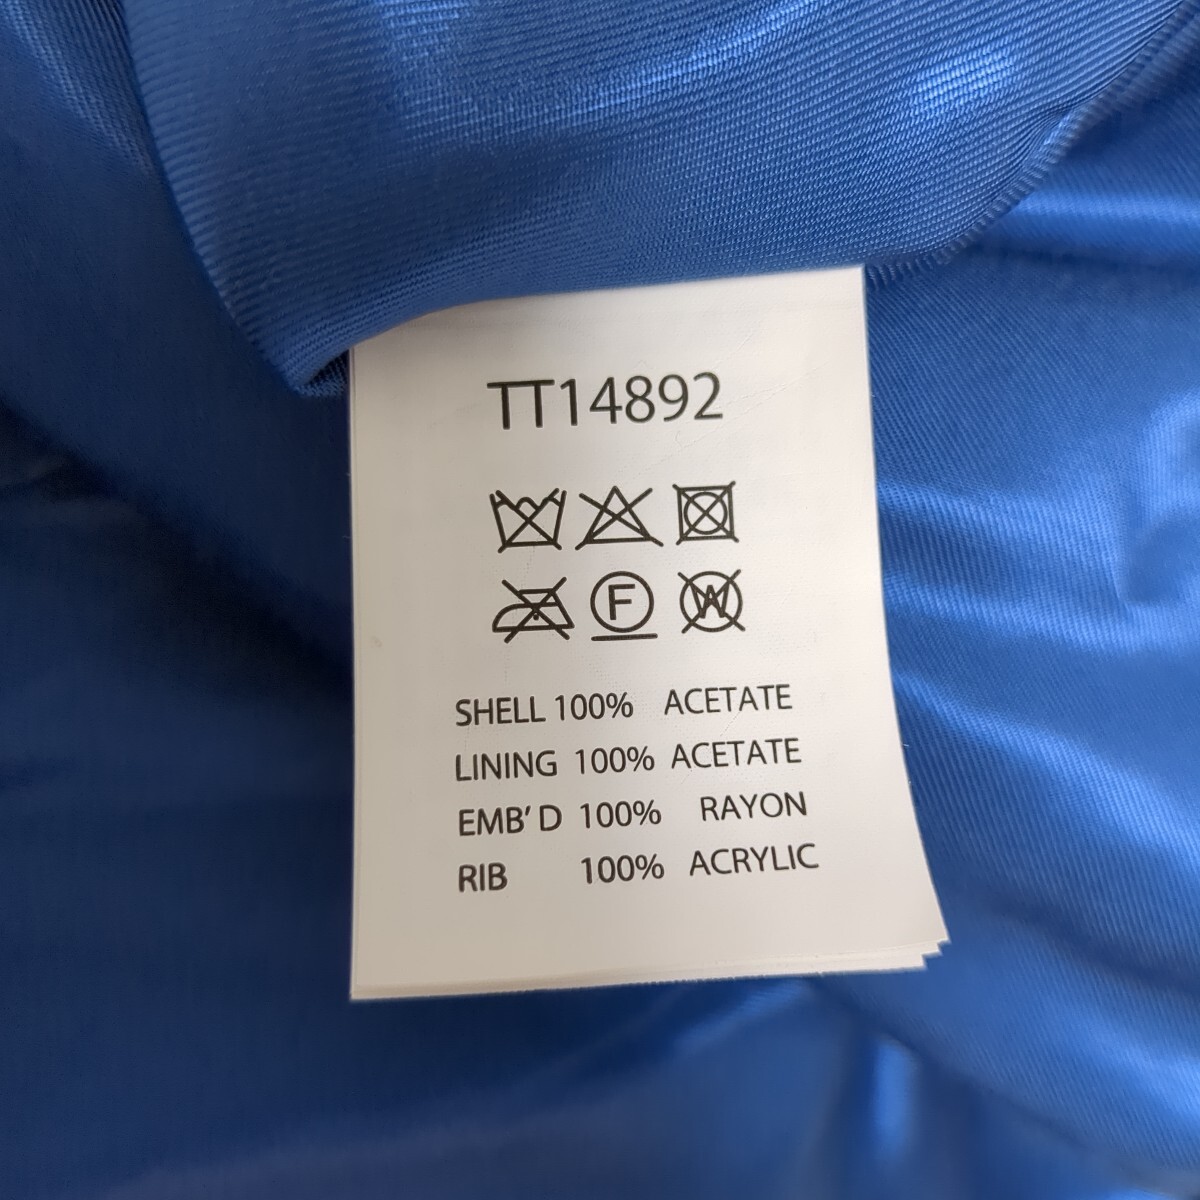 TT14892
F W
SHELL 100% ACETATE
LINING 100% ACETATE
EMB'D 100% RAYON
RIB 100% ACRYLIC